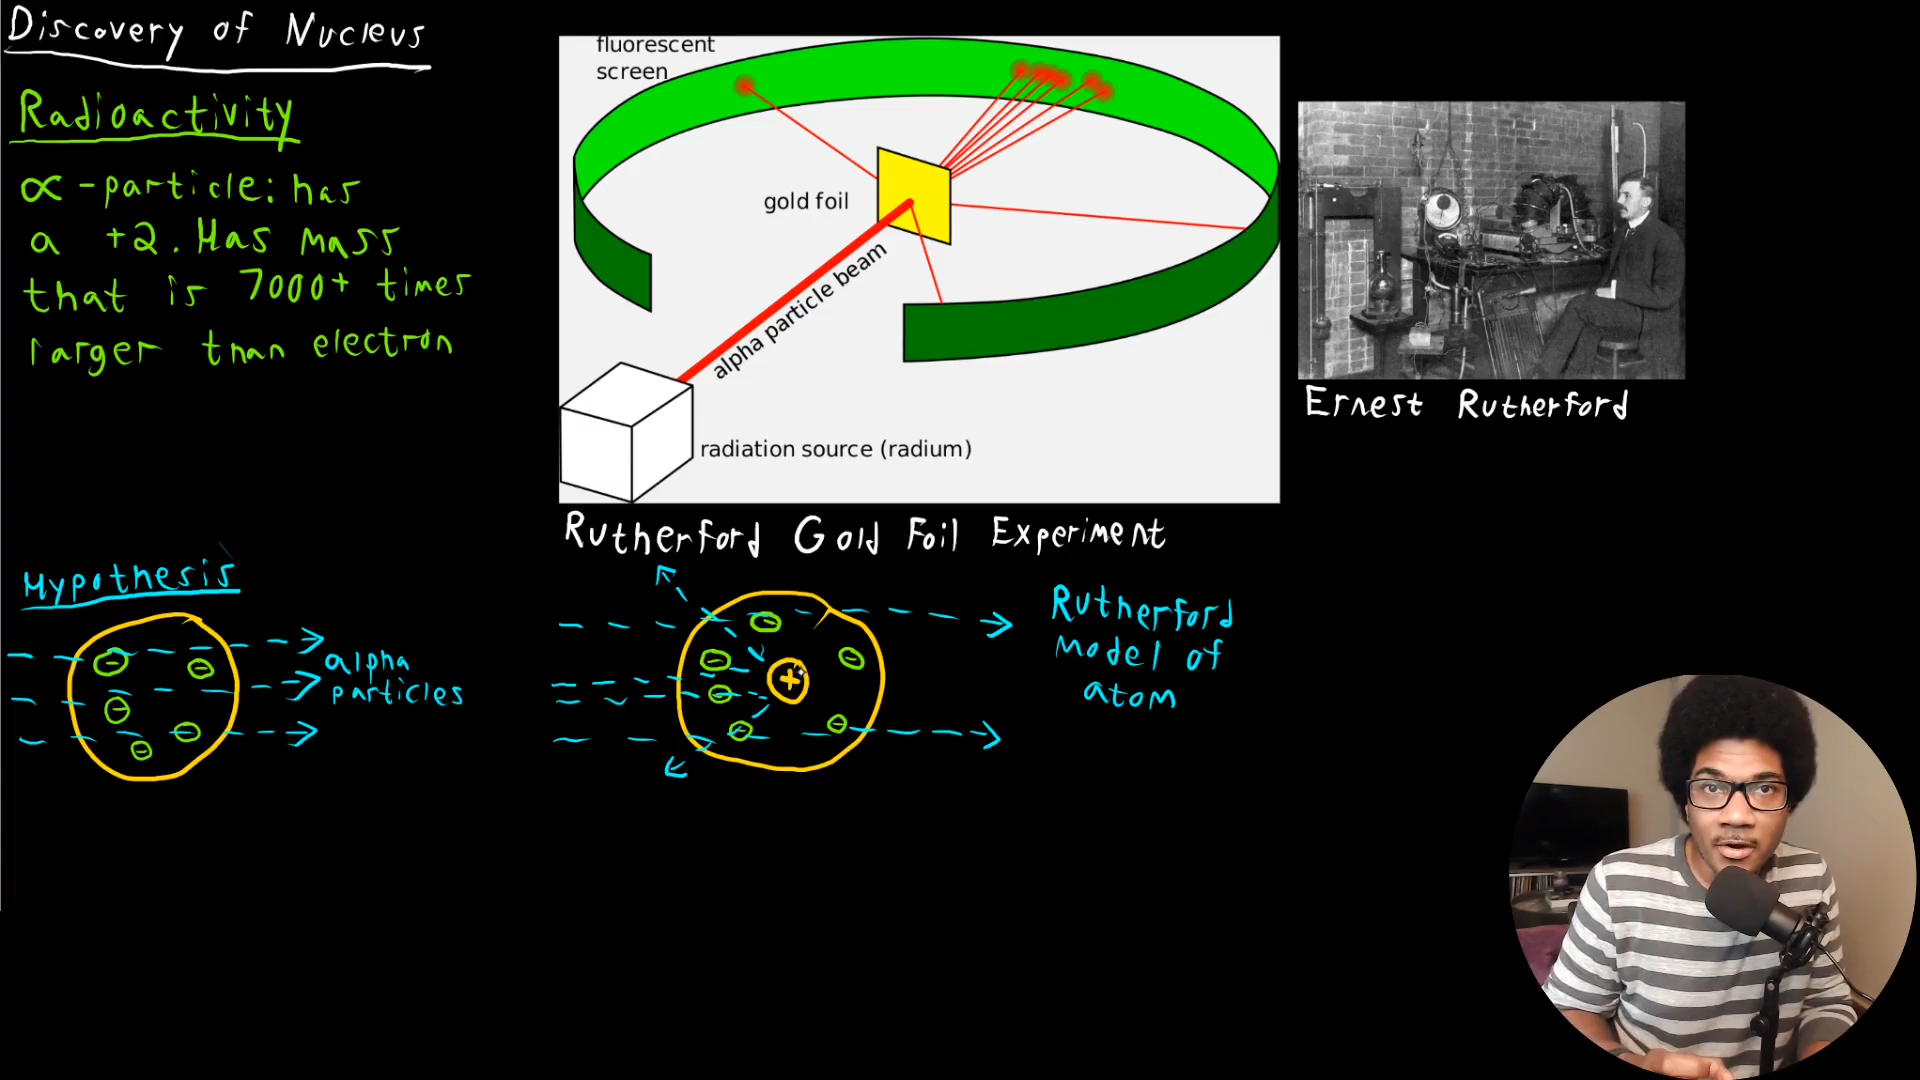 Discovery of Nucleus
Radioactivity
∝-particle: has
a +2. Has mass
that is 7000+ times
larger than electron
fluorescent
screen
gold foil
alpha particle beam
radiation source (radium)
Ernest Rutherford
Rutherford Gold Foil Experiment
Hypothesis
alpha
particles
Rutherford
model of
atom